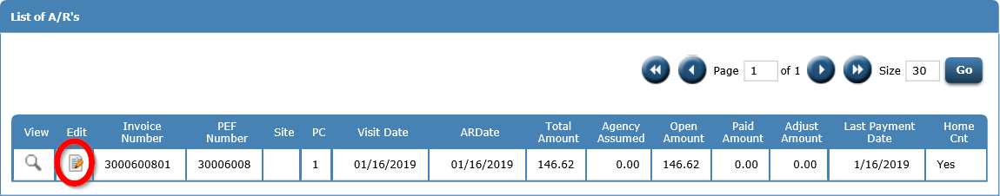 List of A/R's
Page 1 of 1 Size 30 Go
View Edit Invoice Number PEF Number Site PC Visit Date ARDate Total Amount Agency Assumed Open Amount Paid Amount Adjust Amount Last Payment Date Home Cnt
3000600801 30006008 1 01/16/2019 01/16/2019 146.62 0.00 146.62 0.00 0.00 1/16/2019 Yes